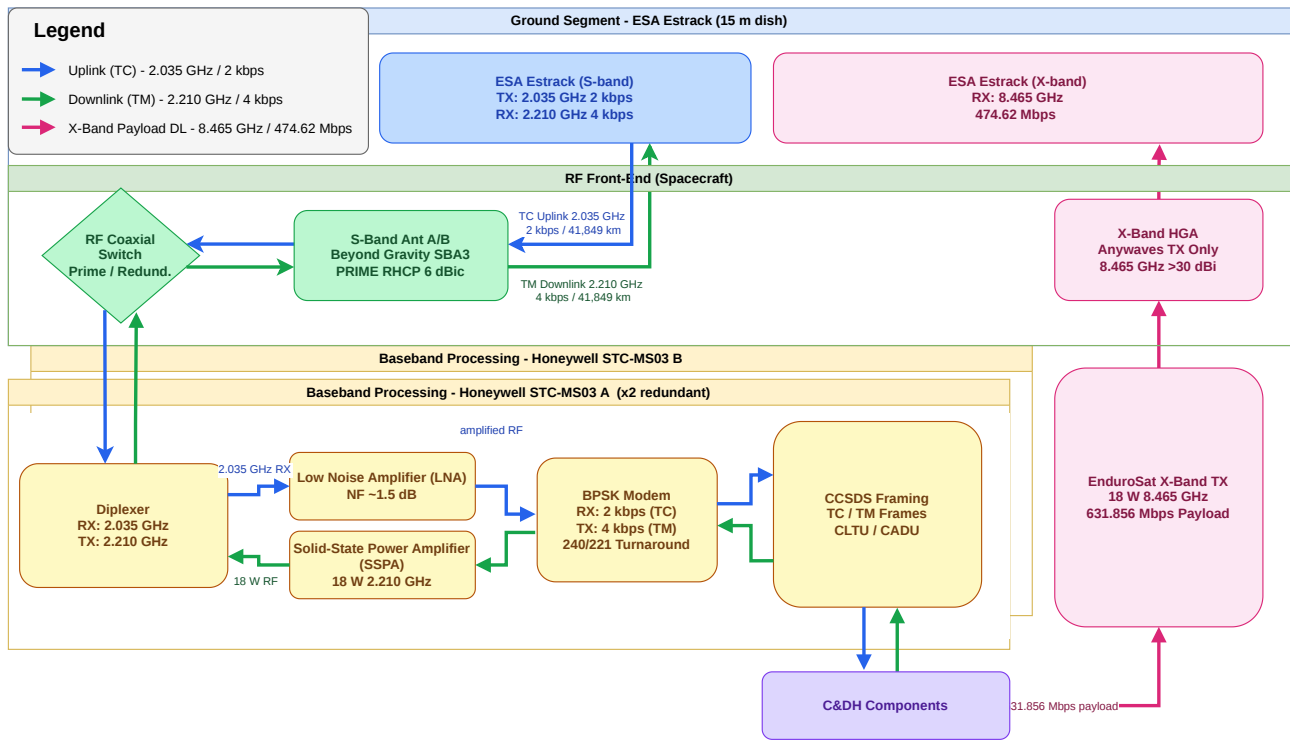 Ground Segment - ESA Estrack (15 m dish)
Legend
Uplink (TC) - 2.035 GHz / 2 kbps
Downlink (TM) - 2.210 GHz / 4 kbps
X-Band Payload DL - 8.465 GHz / 474.62 Mbps
ESA Estrack (S-band)
TX: 2.035 GHz 2 kbps
RX: 2.210 GHz 4 kbps
ESA Estrack (X-band)
RX: 8.465 GHz
474.62 Mbps
RF Front-End (Spacecraft)
RF Coaxial
Switch
Prime / Redund.
S-Band Ant A/B
Beyond Gravity SBA3
PRIME RHCP 6 dBic
TC Uplink 2.035 GHz
2 kbps / 41,849 km
TM Downlink 2.210 GHz
4 kbps / 41,849 km
X-Band HGA
Anywaves TX Only
8.465 GHz >30 dBi
Baseband Processing - Honeywell STC-MS03 B
Baseband Processing - Honeywell STC-MS03 A (x2 redundant)
amplified RF
Diplexer
RX: 2.035 GHz
TX: 2.210 GHz
2.035 GHz RX
Low Noise Amplifier (LNA)
NF ~1.5 dB
Solid-State Power Amplifier
(SSPA)
18 W 2.210 GHz
18 W RF
BPSK Modem
RX: 2 kbps (TC)
TX: 4 kbps (TM)
240/221 Turnaround
CCSDS Framing
TC / TM Frames
CLTU / CADU
EnduroSat X-Band TX
18 W 8.465 GHz
631.856 Mbps Payload
C&DH Components
31.856 Mbps payload